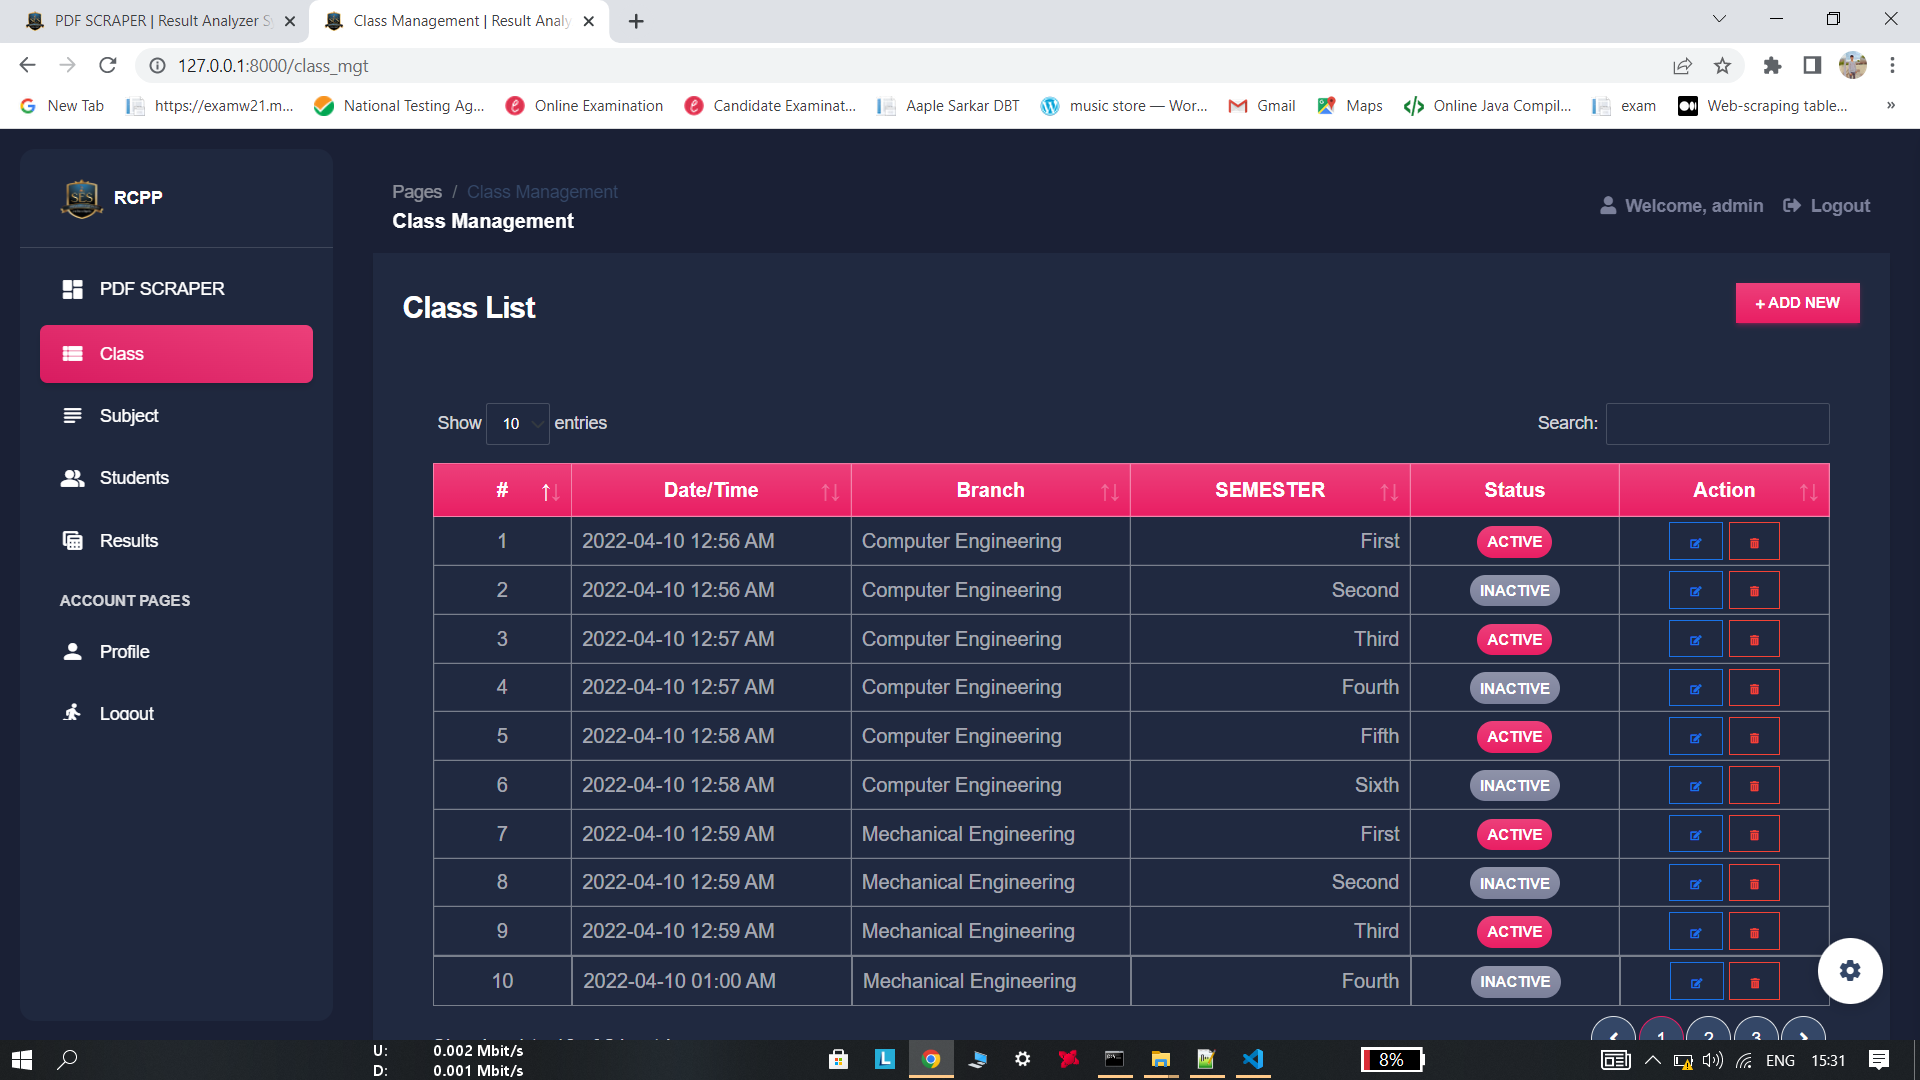 PDF SCRAPER | Result Analyzer Sy
Class Management | Result Analy
127.0.0.1:8000/class_mgt
New Tab
https://examw21.m...
National Testing Ag...
Online Examination
Candidate Examinat...
Aaple Sarkar DBT
music store — Wor...
Gmail
Maps
Online Java Compil...
exam
Web-scraping table...
»
SES
RCPP
Pages / Class Management
Class Management
Welcome, admin
Logout
PDF SCRAPER
Class
Subject
Students
Results
ACCOUNT PAGES
Profile
Logout
Class List
+ ADD NEW
Show 10 entries
Search:
# Date/Time Branch SEMESTER Status Action
1 2022-04-10 12:56 AM Computer Engineering First ACTIVE
2 2022-04-10 12:56 AM Computer Engineering Second INACTIVE
3 2022-04-10 12:57 AM Computer Engineering Third ACTIVE
4 2022-04-10 12:57 AM Computer Engineering Fourth INACTIVE
5 2022-04-10 12:58 AM Computer Engineering Fifth ACTIVE
6 2022-04-10 12:58 AM Computer Engineering Sixth INACTIVE
7 2022-04-10 12:59 AM Mechanical Engineering First ACTIVE
8 2022-04-10 12:59 AM Mechanical Engineering Second INACTIVE
9 2022-04-10 12:59 AM Mechanical Engineering Third ACTIVE
10 2022-04-10 01:00 AM Mechanical Engineering Fourth INACTIVE
1 2 3
U: 0.002 Mbit/s
D: 0.001 Mbit/s
L
8%
ENG
15:31